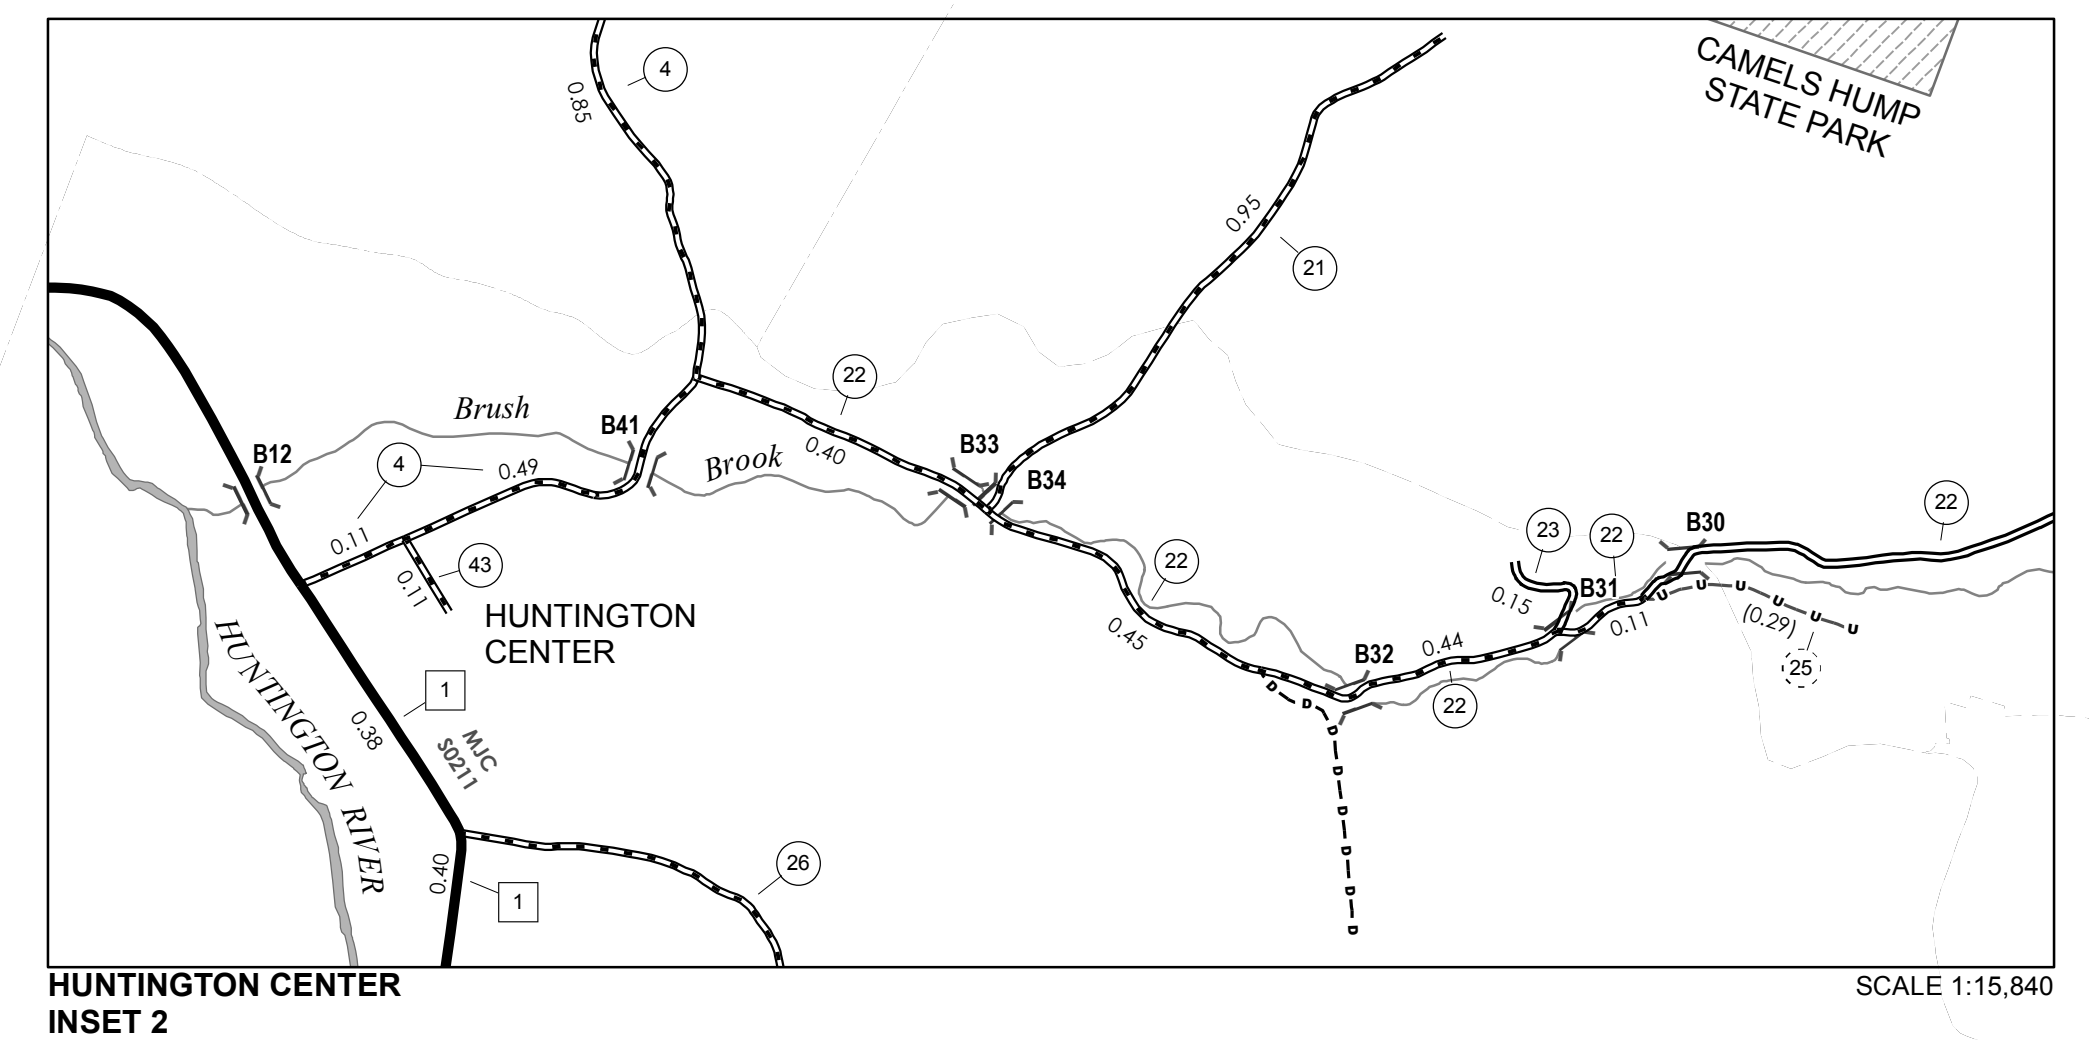 4
0.85
CAMELS HUMP
STATE PARK
0.95
21
22
Brush
B41
B12
4
0.49
Brook
0.40
B33
B34
0.11
43
0.11
HUNTINGTON
CENTER
22
0.45
23
22
B30
22
0.15
B31
0.11
U U U U U U
(0.29)
25
B32
0.44
22
D D D D D D D D
HUNTINGTON RIVER
1
0.38
MJC
S0211
0.40
1
26
HUNTINGTON CENTER
INSET 2
SCALE 1:15,840